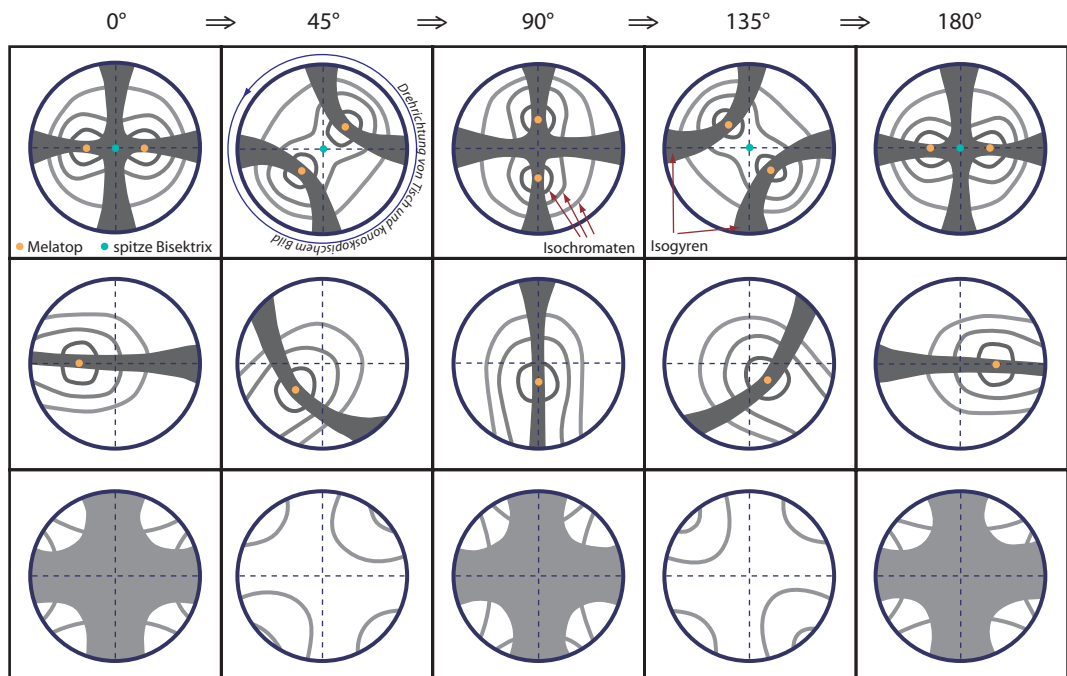 0° ⇒ 45° ⇒ 90° ⇒ 135° ⇒ 180°
Drehrichtung von Tisch und konoskopischem Bild
Melatop
spitze Bisektrix
Isochromaten
Isogyren